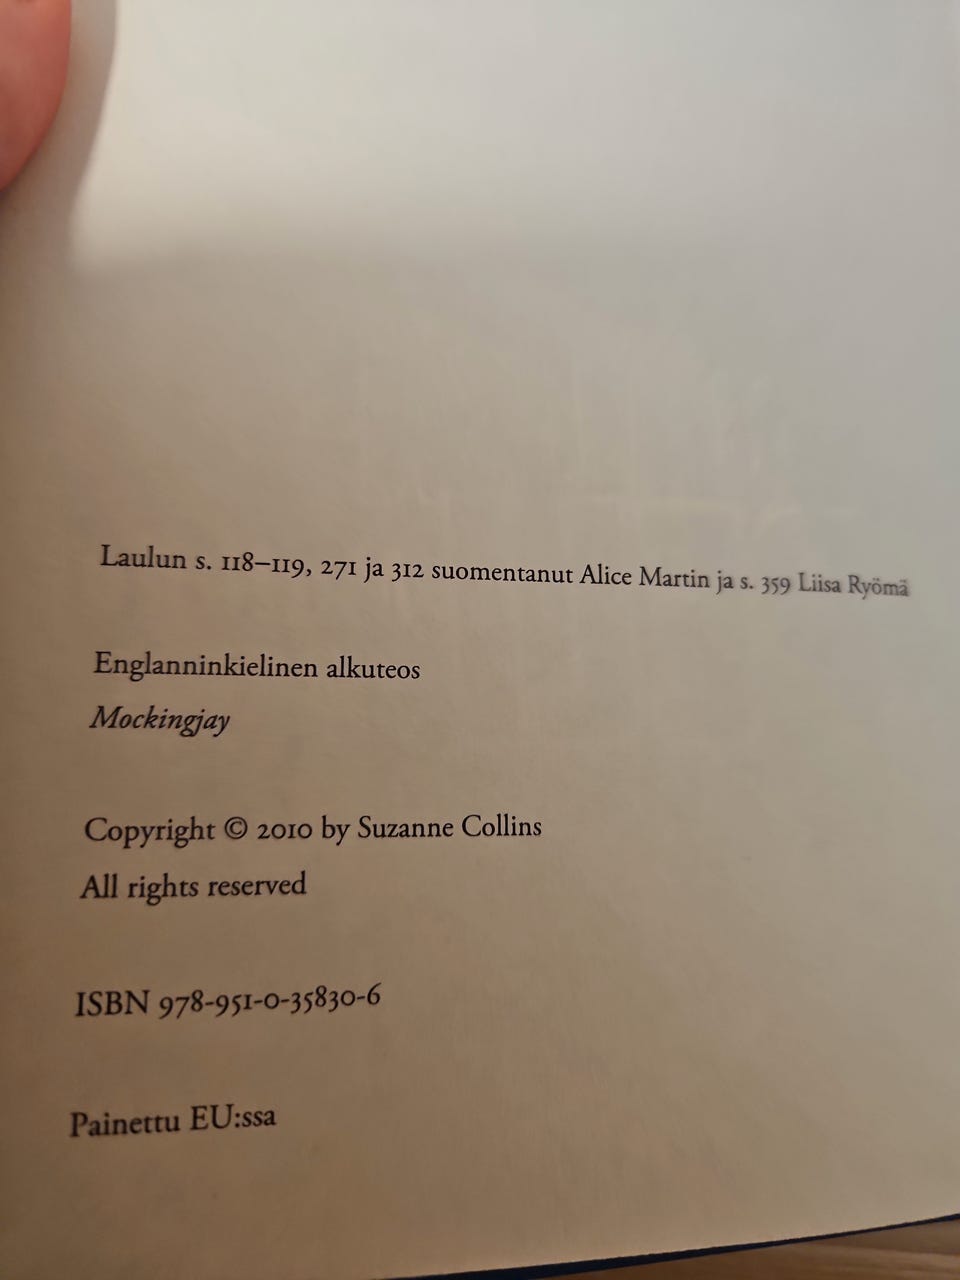 Laulun s. 118–119, 271 ja 312 suomentanut Alice Martin ja s. 359 Liisa Ryömä
Englanninkielinen alkuteos
Mockingjay
Copyright © 2010 by Suzanne Collins
All rights reserved
ISBN 978-951-0-35830-6
Painettu EU:ssa